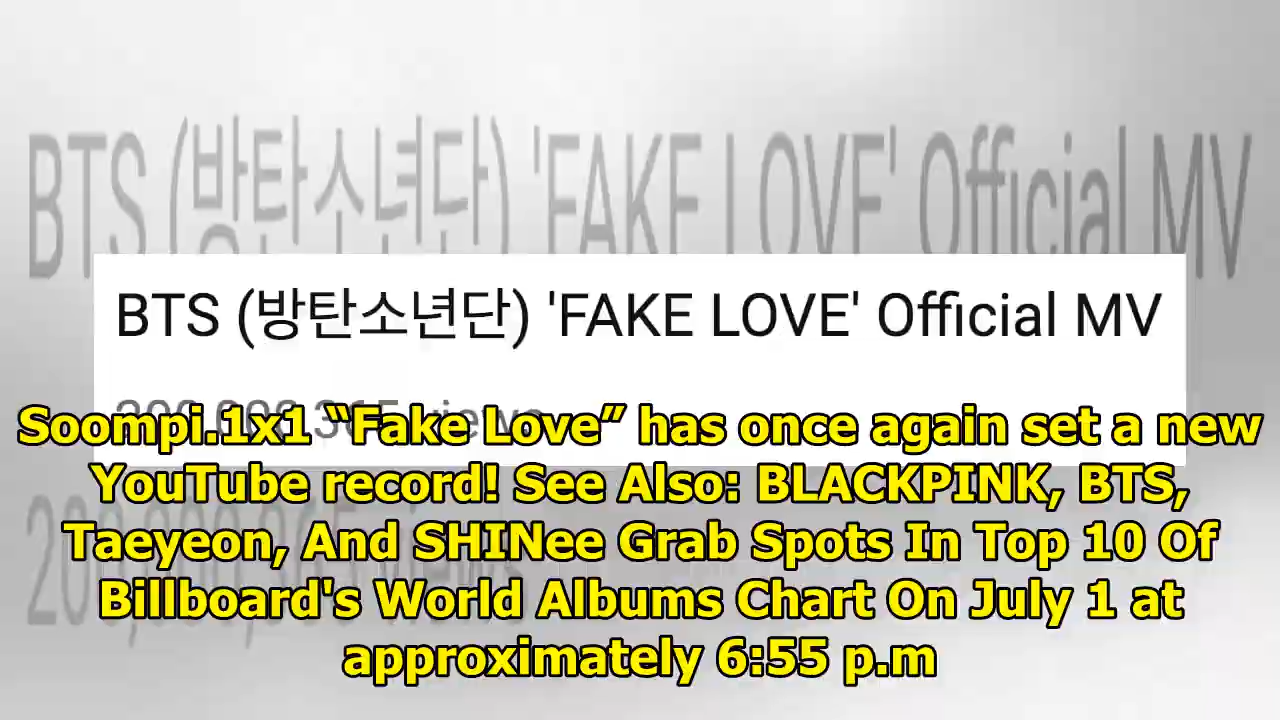 BTS (방탄소년단) 'FAKE LOVE' Official MV
BTS (방탄소년단) 'FAKE LOVE' Official MV
views
Soompi.1x1 “Fake Love” has once again set a new
YouTube record! See Also: BLACKPINK, BTS,
Taeyeon, And SHINee Grab Spots In Top 10 Of
Billboard's World Albums Chart On July 1 at
approximately 6:55 p.m